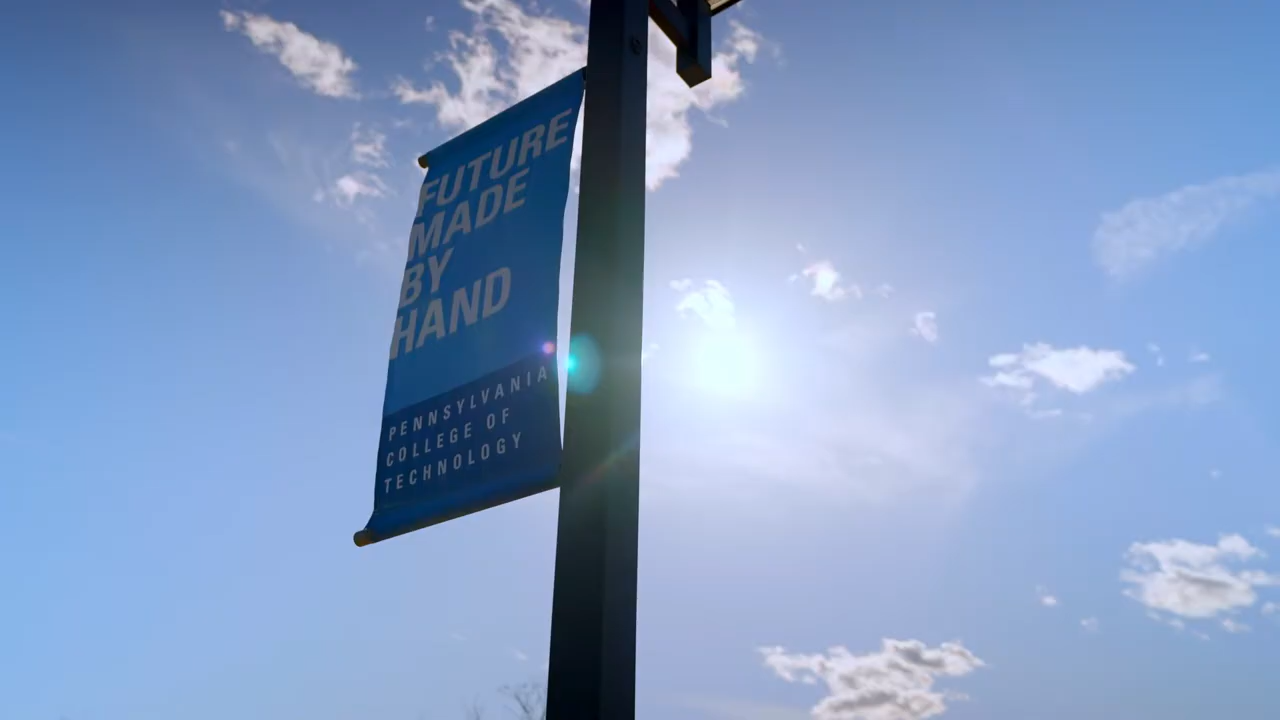 FUTURE
MADE
BY
HAND
PENNSYLVANIA
COLLEGE OF
TECHNOLOGY